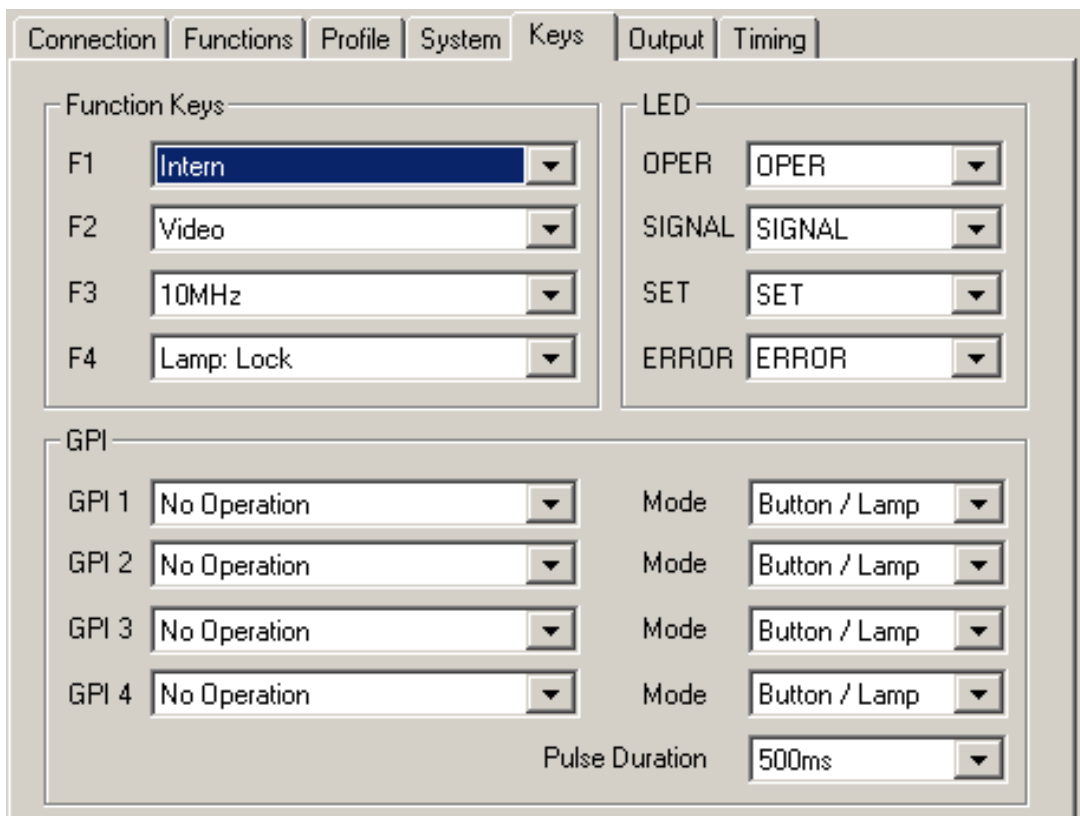 Connection Functions Profile System Keys Output Timing
Function Keys
F1 Intern
F2 Video
F3 10MHz
F4 Lamp: Lock
LED
OPER OPER
SIGNAL SIGNAL
SET SET
ERROR ERROR
GPI
GPI 1 No Operation Mode Button / Lamp
GPI 2 No Operation Mode Button / Lamp
GPI 3 No Operation Mode Button / Lamp
GPI 4 No Operation Mode Button / Lamp
Pulse Duration 500ms